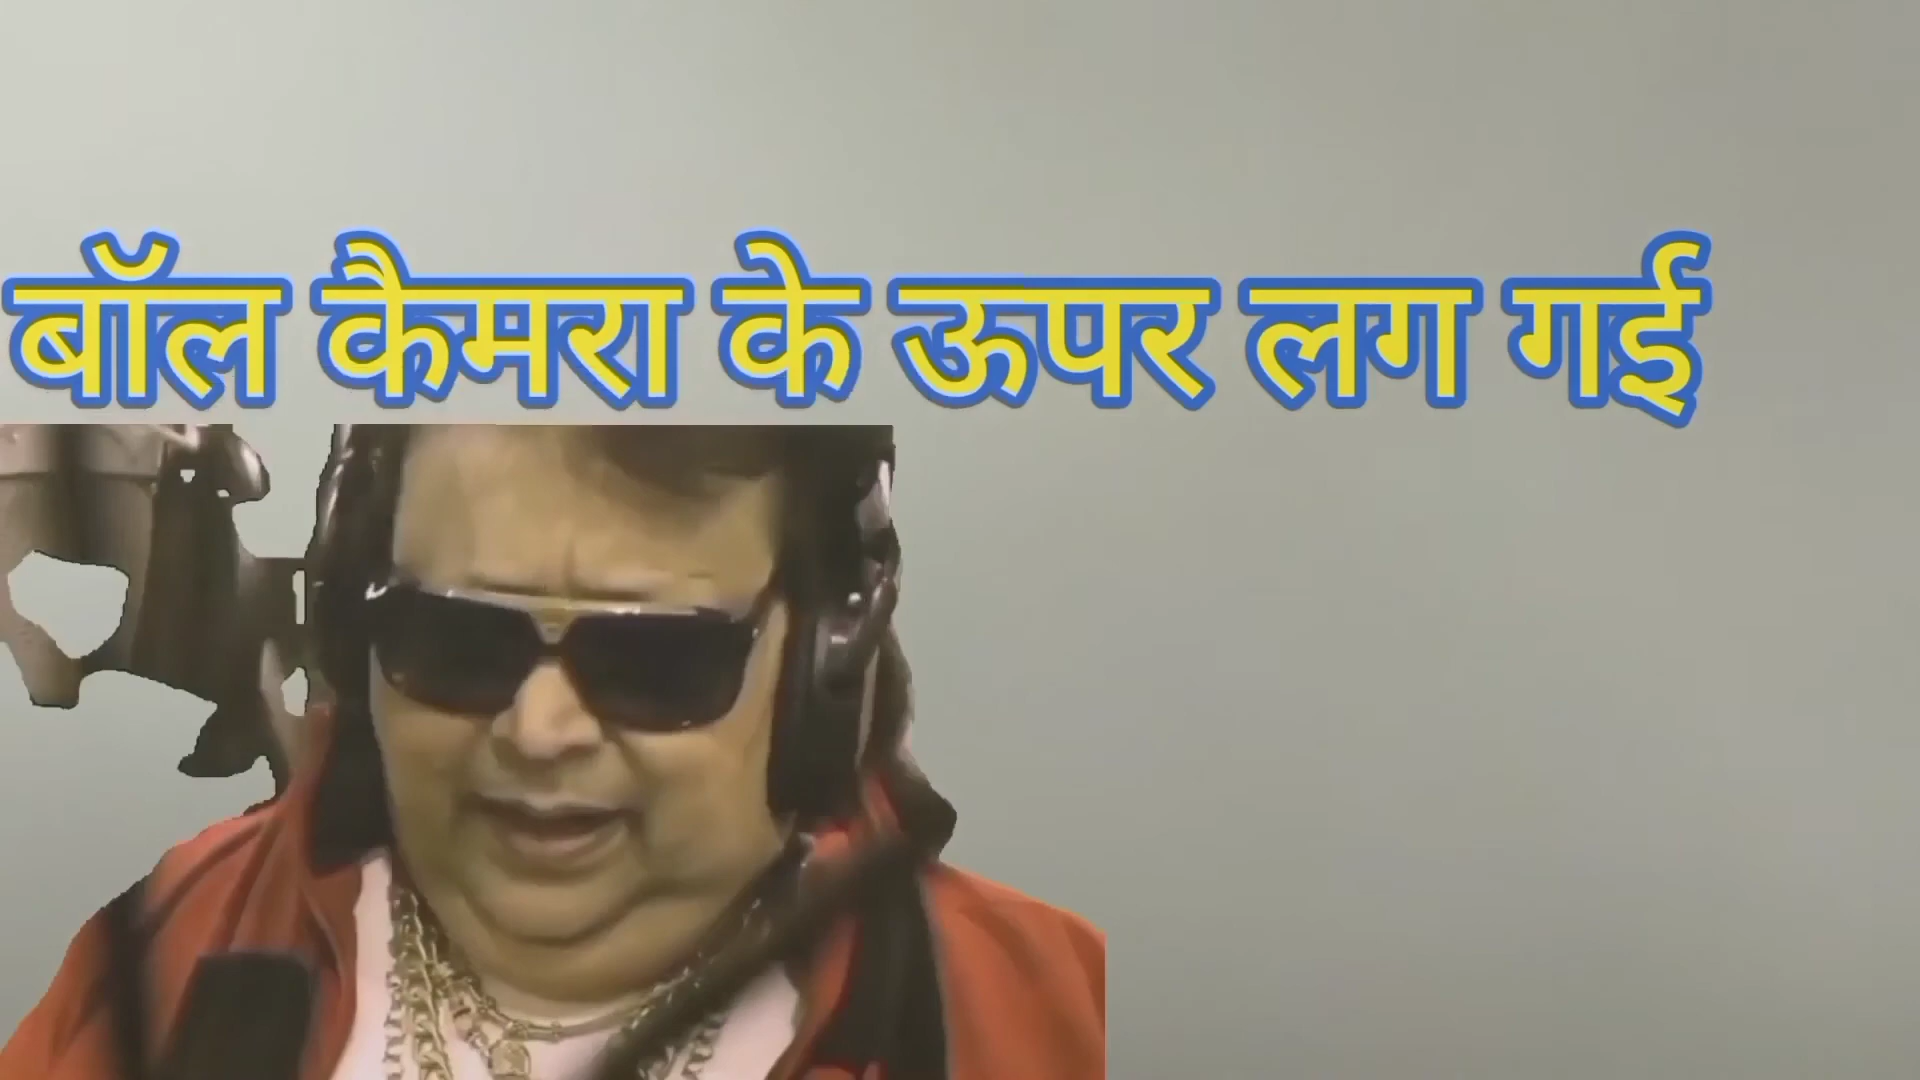 बॉल कैमरा के ऊपर लग गई